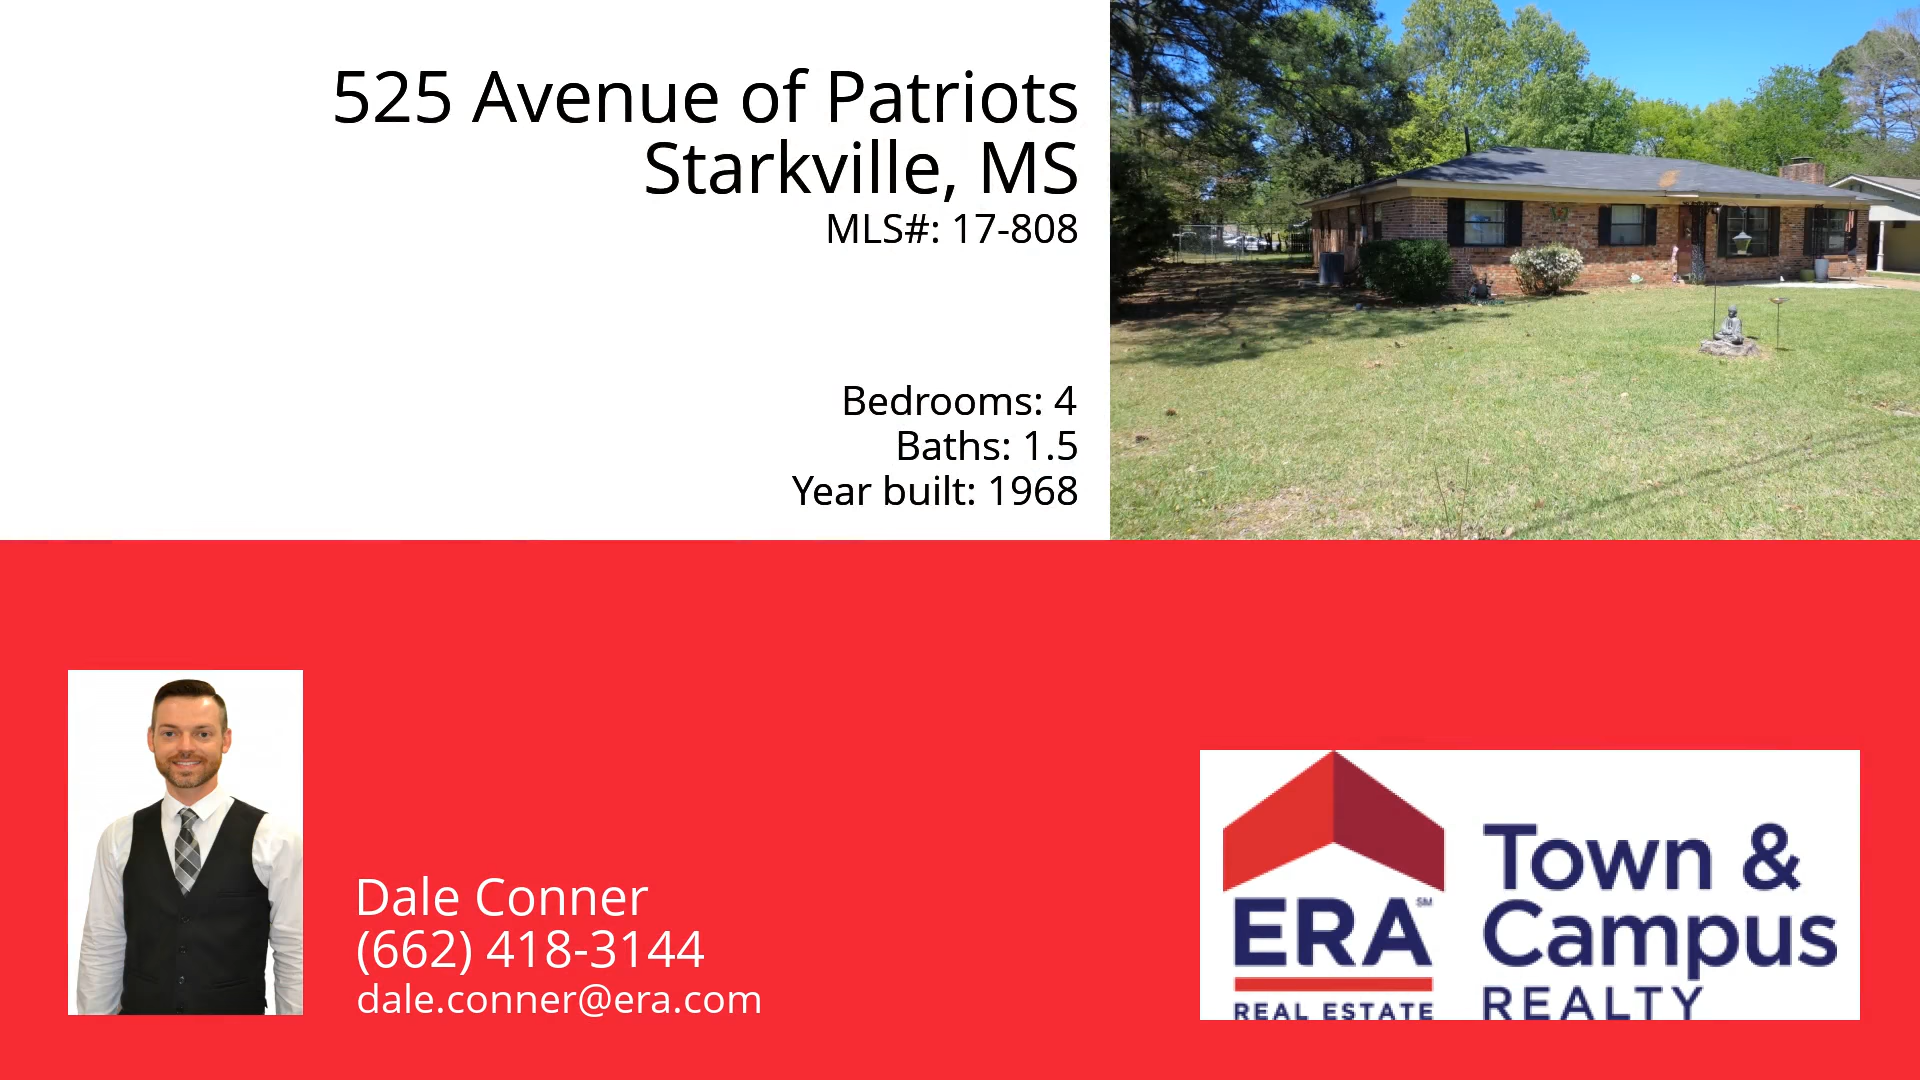 525 Avenue of Patriots
Starkville, MS
MLS#: 17-808
Bedrooms: 4
Baths: 1.5
Year built: 1968
Dale Conner
(662) 418-3144
dale.conner@era.com
ERA℠
REAL ESTATE
Town &
Campus
REALTY